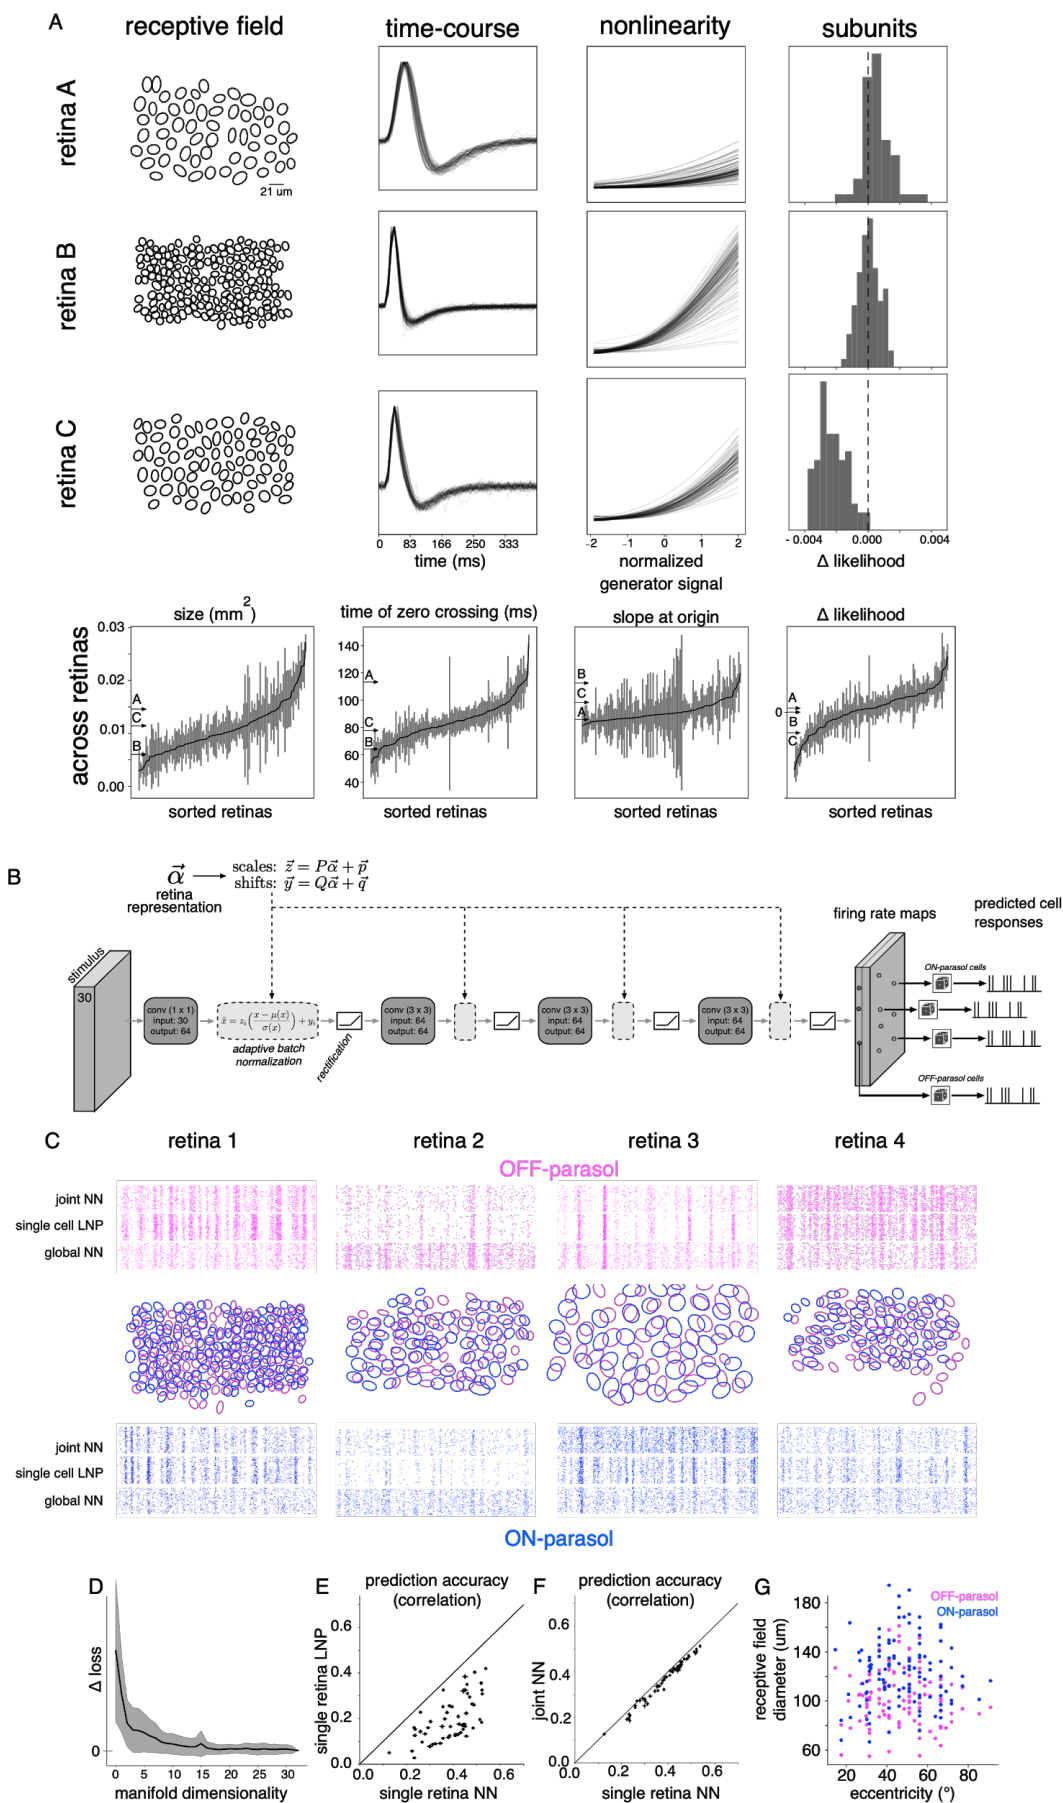 A
receptive field
time-course
nonlinearity
subunits
retina A
21 um
retina B
retina C
0 83 166 250 333
time (ms)
-2 -1 0 1 2
normalized
generator signal
- 0.004 0.000 0.004
Δ likelihood
across retinas
size (mm²)
time of zero crossing (ms)
slope at origin
Δ likelihood
0.03
0.02
0.01
0.00
A
C
B
140
120
100
80
60
40
A
C
B
B
C
A
0
A
B
C
sorted retinas
sorted retinas
sorted retinas
sorted retinas
B
α⃗
retina
representation
scales: z⃗ = Pα⃗ + p⃗
shifts: y⃗ = Qα⃗ + q⃗
stimulus
30
conv (1 x 1)
input: 30
output: 64
x̂ = zᵢ((x − μ(x))/σ(x)) + yᵢ
adaptive batch
normalization
rectification
conv (3 x 3)
input: 64
output: 64
conv (3 x 3)
input: 64
output: 64
conv (3 x 3)
input: 64
output: 64
firing rate maps
predicted cell
responses
ON-parasol cells
OFF-parasol cells
C
retina 1
retina 2
retina 3
retina 4
OFF-parasol
joint NN
single cell LNP
global NN
joint NN
single cell LNP
global NN
ON-parasol
D
Δ loss
0
0 5 10 15 20 25 30
manifold dimensionality
E
prediction accuracy
(correlation)
single retina LNP
0.6
0.4
0.2
0.0
0.0 0.2 0.4 0.6
single retina NN
F
prediction accuracy
(correlation)
joint NN
0.6
0.4
0.2
0.0
0.0 0.2 0.4 0.6
single retina NN
G
OFF-parasol
ON-parasol
receptive field
diameter (um)
180
140
100
60
20 40 60 80
eccentricity (°)